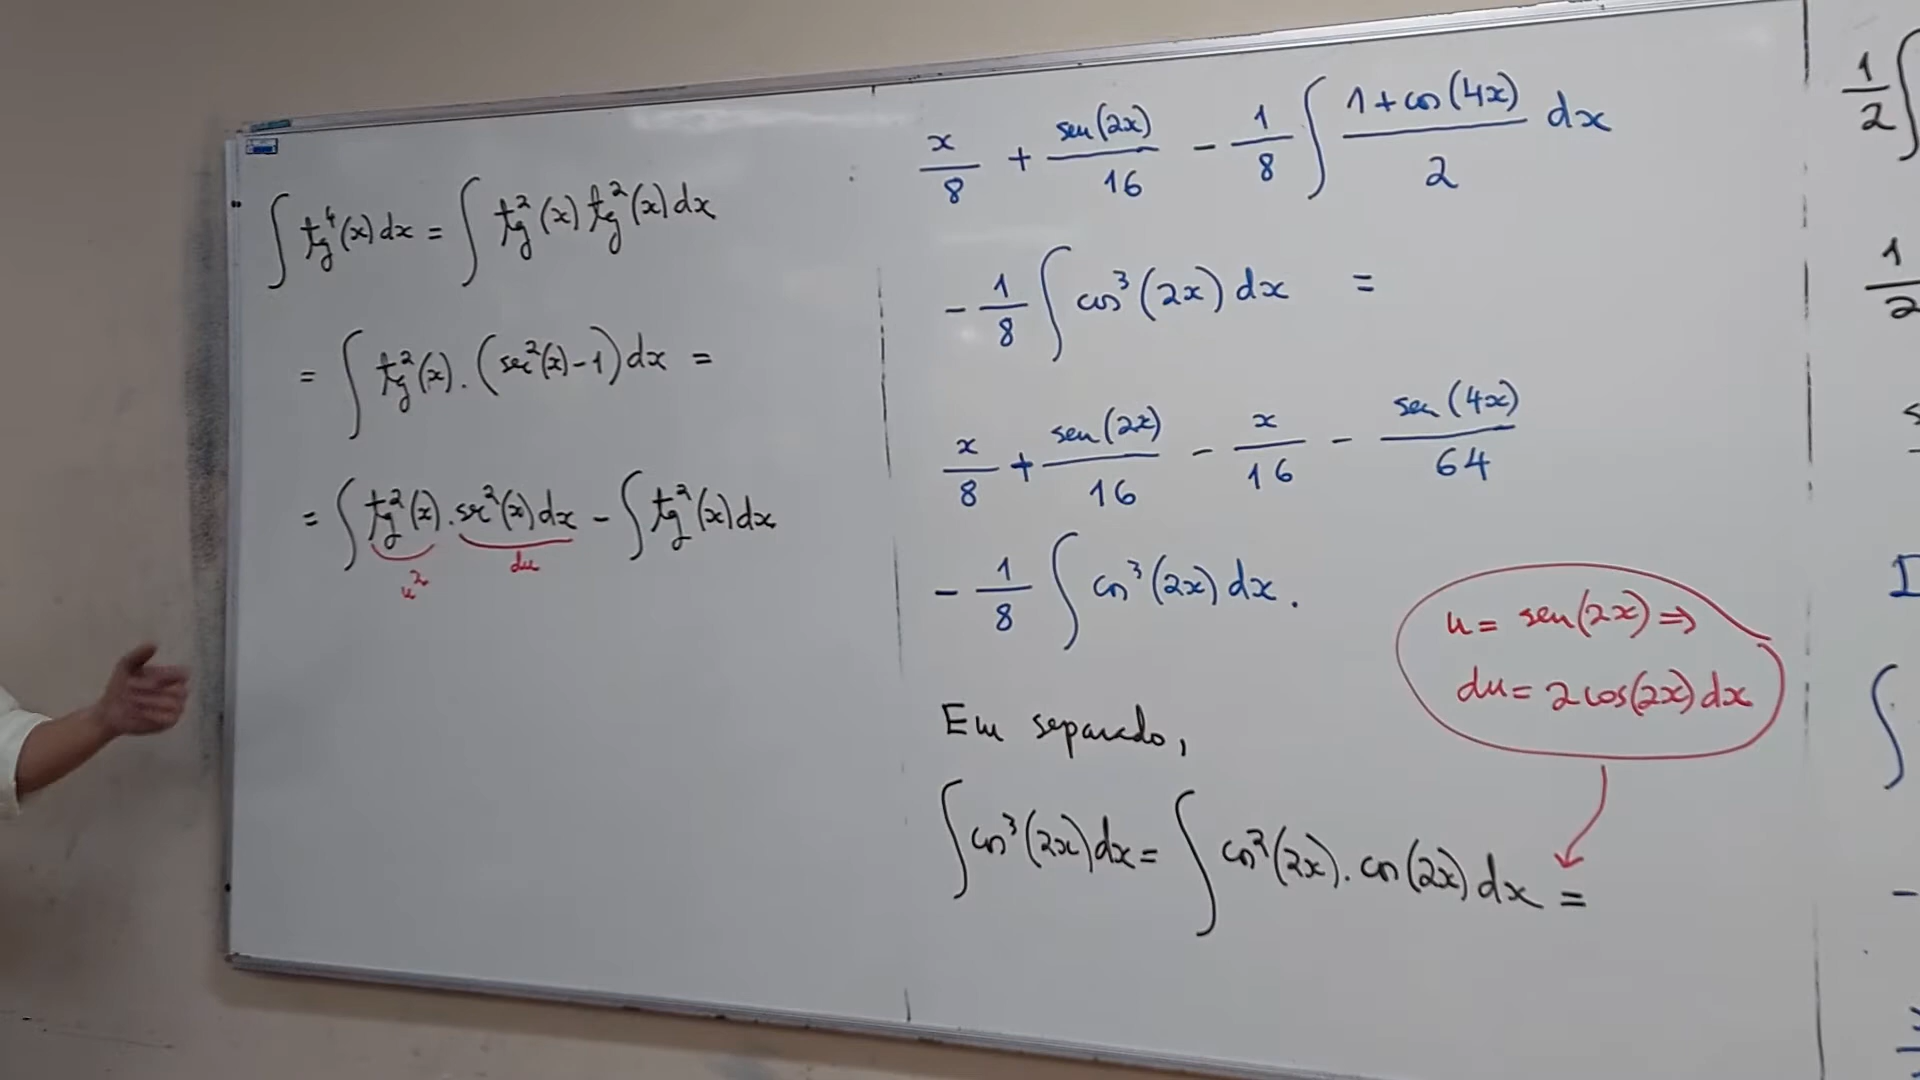 ∫ tg⁴(x) dx = ∫ tg²(x) tg²(x) dx
= ∫ tg²(x) . (sec²(x) - 1) dx =
= ∫ tg²(x) . sec²(x) dx - ∫ tg²(x) dx
u² du
x/8 + sen(2x)/16 - 1/8 ∫ (1 + cos(4x))/2 dx
- 1/8 ∫ cos³(2x) dx =
x/8 + sen(2x)/16 - x/16 - sen(4x)/64
- 1/8 ∫ cos³(2x) dx.
u = sen(2x) ⇒
du = 2cos(2x) dx
Em separado,
∫ cos³(2x) dx = ∫ cos²(2x) . cos(2x) dx =
1/2 ∫
1/2